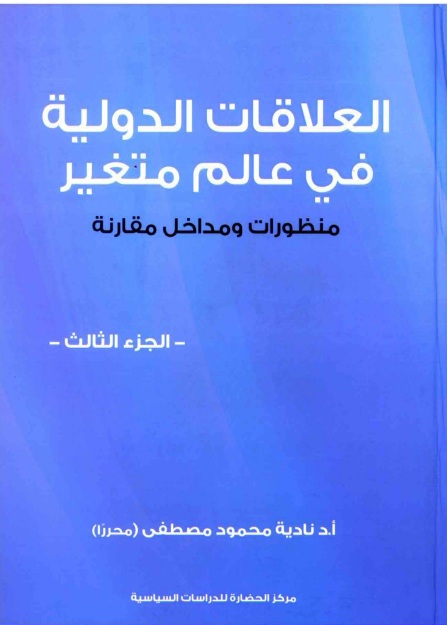 العلاقات الدولية
في عالم متغير
منظورات ومداخل مقارنة
- الجزء الثالث -
أ.د نادية محمود مصطفى (محررًا)
مركز الحضارة للدراسات السياسية